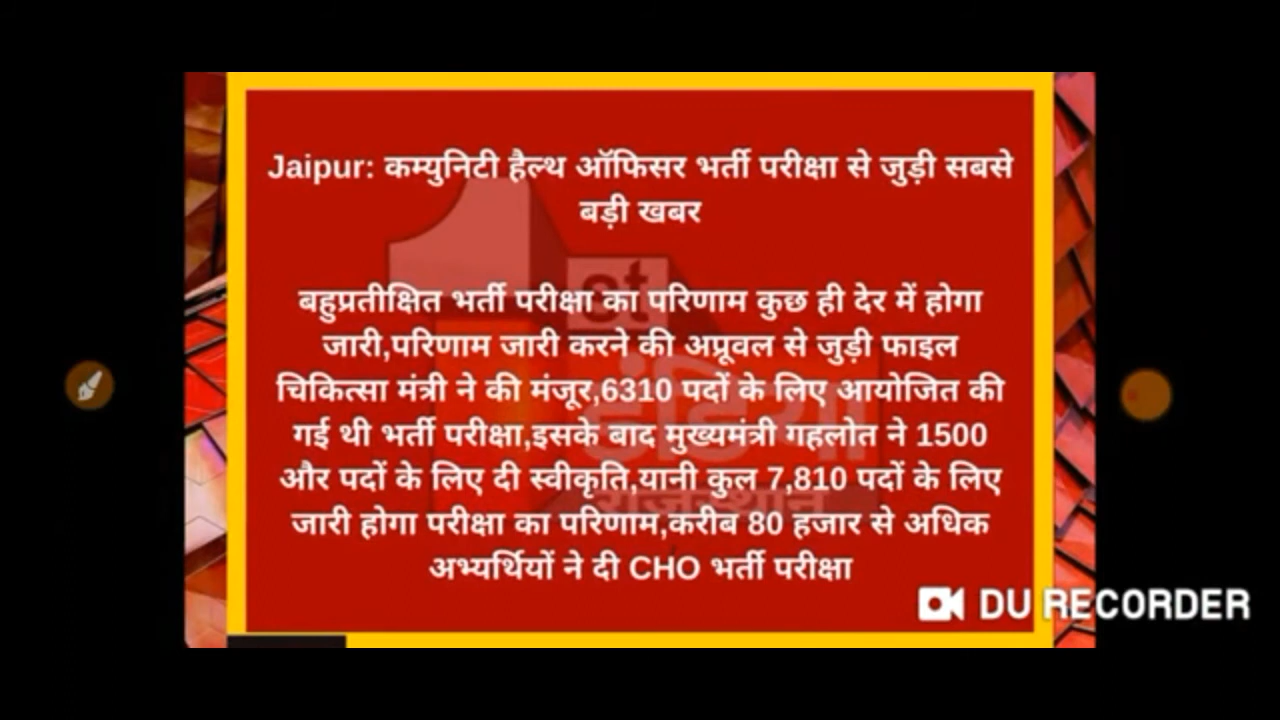 Jaipur: कम्युनिटी हैल्थ ऑफिसर भर्ती परीक्षा से जुड़ी सबसे
बड़ी खबर
बहुप्रतीक्षित भर्ती परीक्षा का परिणाम कुछ ही देर में होगा
जारी,परिणाम जारी करने की अप्रूवल से जुड़ी फाइल
चिकित्सा मंत्री ने की मंजूर,6310 पदों के लिए आयोजित की
गई थी भर्ती परीक्षा,इसके बाद मुख्यमंत्री गहलोत ने 1500
और पदों के लिए दी स्वीकृति,यानी कुल 7,810 पदों के लिए
जारी होगा परीक्षा का परिणाम,करीब 80 हजार से अधिक
अभ्यर्थियों ने दी CHO भर्ती परीक्षा
1st
इंडिया
राजस्थान
DU RECORDER